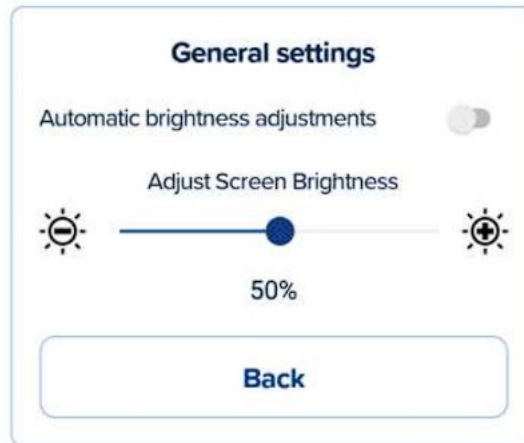 General settings
Automatic brightness adjustments
Adjust Screen Brightness
50%
Back